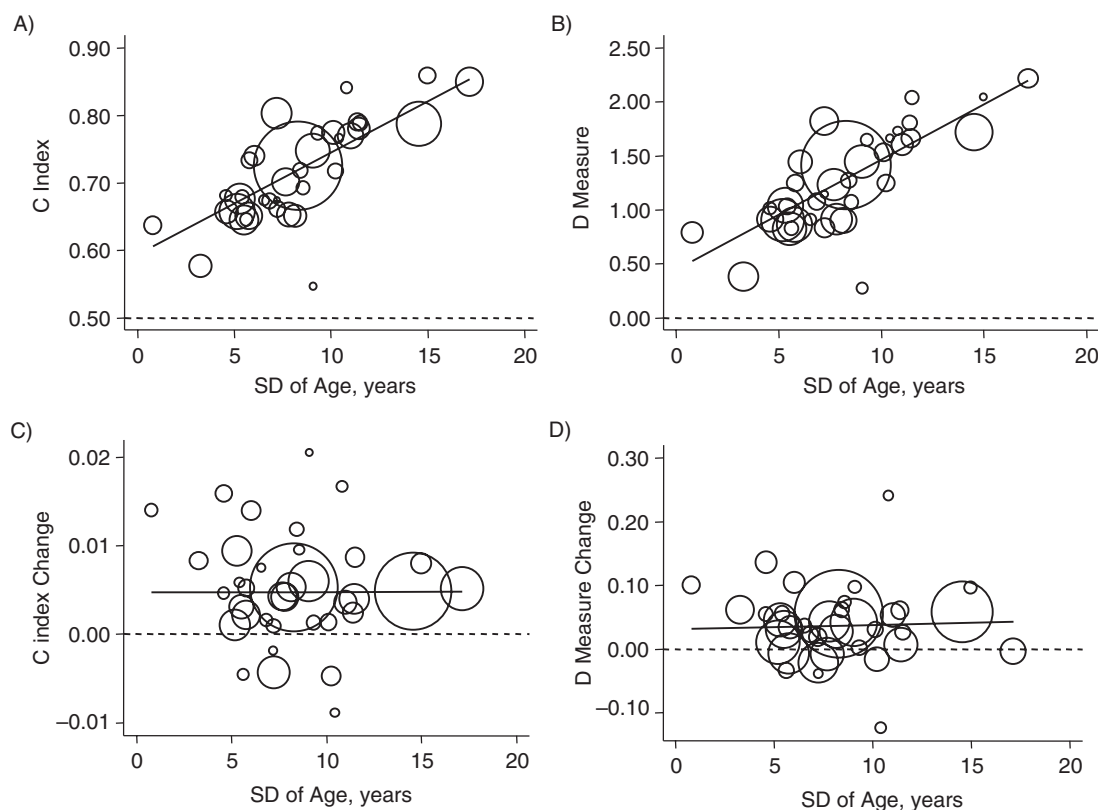 A)
0.90
0.80
0.70
0.60
0.50
C Index
0 5 10 15 20
SD of Age, years
B)
2.50
2.00
1.50
1.00
0.50
0.00
D Measure
0 5 10 15 20
SD of Age, years
C)
0.02
0.01
0.00
–0.01
C index Change
0 5 10 15 20
SD of Age, years
D)
0.30
0.20
0.10
0.00
–0.10
D Measure Change
0 5 10 15 20
SD of Age, years